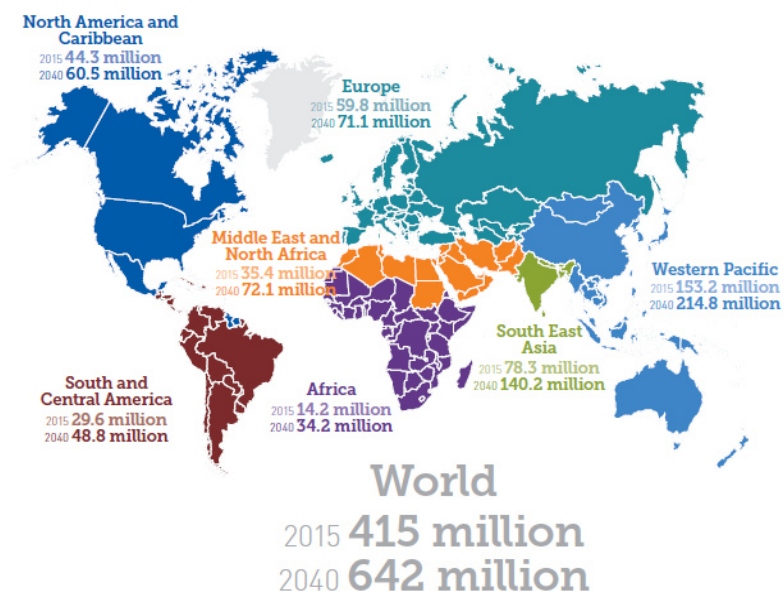 North America and
Caribbean
2015 44.3 million
2040 60.5 million
Europe
2015 59.8 million
2040 71.1 million
Middle East and
North Africa
2015 35.4 million
2040 72.1 million
Western Pacific
2015 153.2 million
2040 214.8 million
South East
Asia
2015 78.3 million
2040 140.2 million
South and
Central America
2015 29.6 million
2040 48.8 million
Africa
2015 14.2 million
2040 34.2 million
World
2015 415 million
2040 642 million